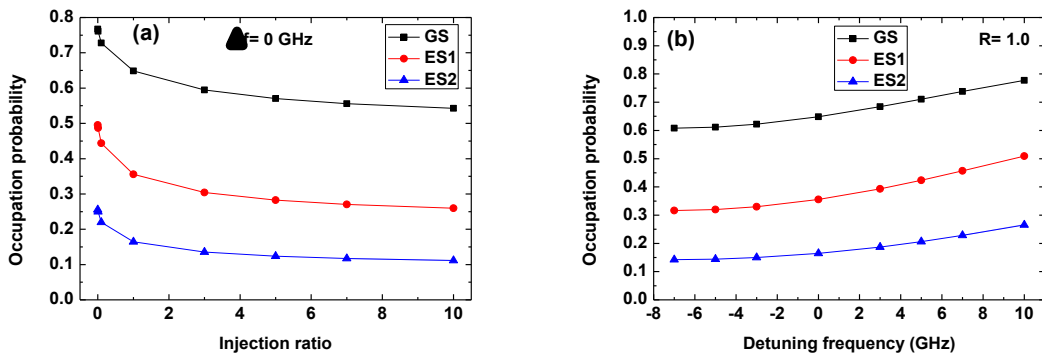 (a)
f= 0 GHz
GS
ES1
ES2
0.8
0.7
0.6
0.5
0.4
0.3
0.2
0.1
0.0
Occupation probability
0 2 4 6 8 10
Injection ratio
(b)
R= 1.0
GS
ES1
ES2
1.0
0.9
0.8
0.7
0.6
0.5
0.4
0.3
0.2
0.1
0.0
Occupation probability
-8 -6 -4 -2 0 2 4 6 8 10
Detuning frequency (GHz)